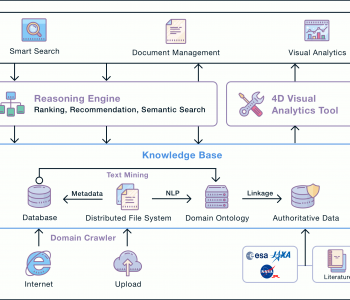 Smart Search
Document Management
Visual Analytics
Reasoning Engine
Ranking, Recommendation, Semantic Search
4D Visual
Analytics Tool
Knowledge Base
Text Mining
Metadata
NLP
Linkage
Database
Distributed File System
Domain Ontology
Authoritative Data
Domain Crawler
Internet
Upload
esa
JAXA
NASA
Literature